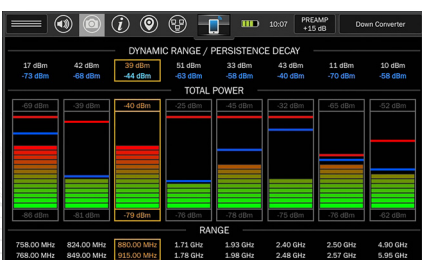 10:07 PREAMP +15 dB Down Converter
DYNAMIC RANGE / PERSISTENCE DECAY
17 dBm 42 dBm 39 dBm 51 dBm 33 dBm 43 dBm 11 dBm 10 dBm
-73 dBm -68 dBm -44 dBm -63 dBm -58 dBm -40 dBm -70 dBm -58 dBm
TOTAL POWER
-69 dBm -39 dBm -40 dBm -25 dBm -45 dBm -32 dBm -65 dBm -52 dBm
-86 dBm -81 dBm -79 dBm -76 dBm -78 dBm -75 dBm -76 dBm -62 dBm
RANGE
758.00 MHz 824.00 MHz 880.00 MHz 1.71 GHz 1.93 GHz 2.40 GHz 2.50 GHz 4.90 GHz
768.00 MHz 849.00 MHz 915.00 MHz 1.78 GHz 1.98 GHz 2.48 GHz 2.57 GHz 5.95 GHz